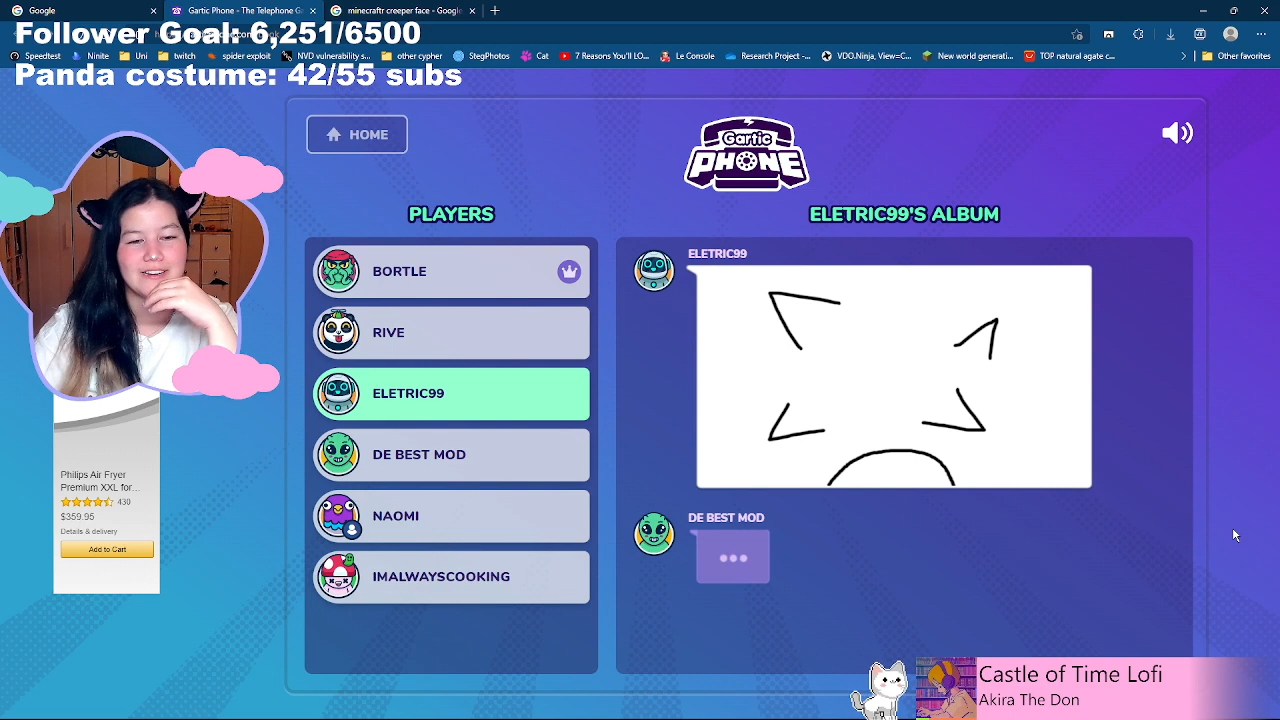 Google
Gartic Phone - The Telephone Ga
minecraftr creeper face - Google
Follower Goal: 6,251/6500
Speedtest
Ninite
Uni
twitch
spider exploit
NVD vulnerability s...
other cypher
StegPhotos
Cat
7 Reasons You'll LO...
Le Console
Research Project -...
VDO.Ninja, View=C...
New world generati...
TOP natural agate c...
Other favorites
Panda costume: 42/55 subs
HOME
Gartic
PHONE
PLAYERS
BORTLE
RIVE
ELETRIC99
DE BEST MOD
NAOMI
IMALWAYSCOOKING
ELETRIC99'S ALBUM
ELETRIC99
DE BEST MOD
Philips Air Fryer
Premium XXL for...
430
$359.95
Details & delivery
Add to Cart
Castle of Time Lofi
Akira The Don